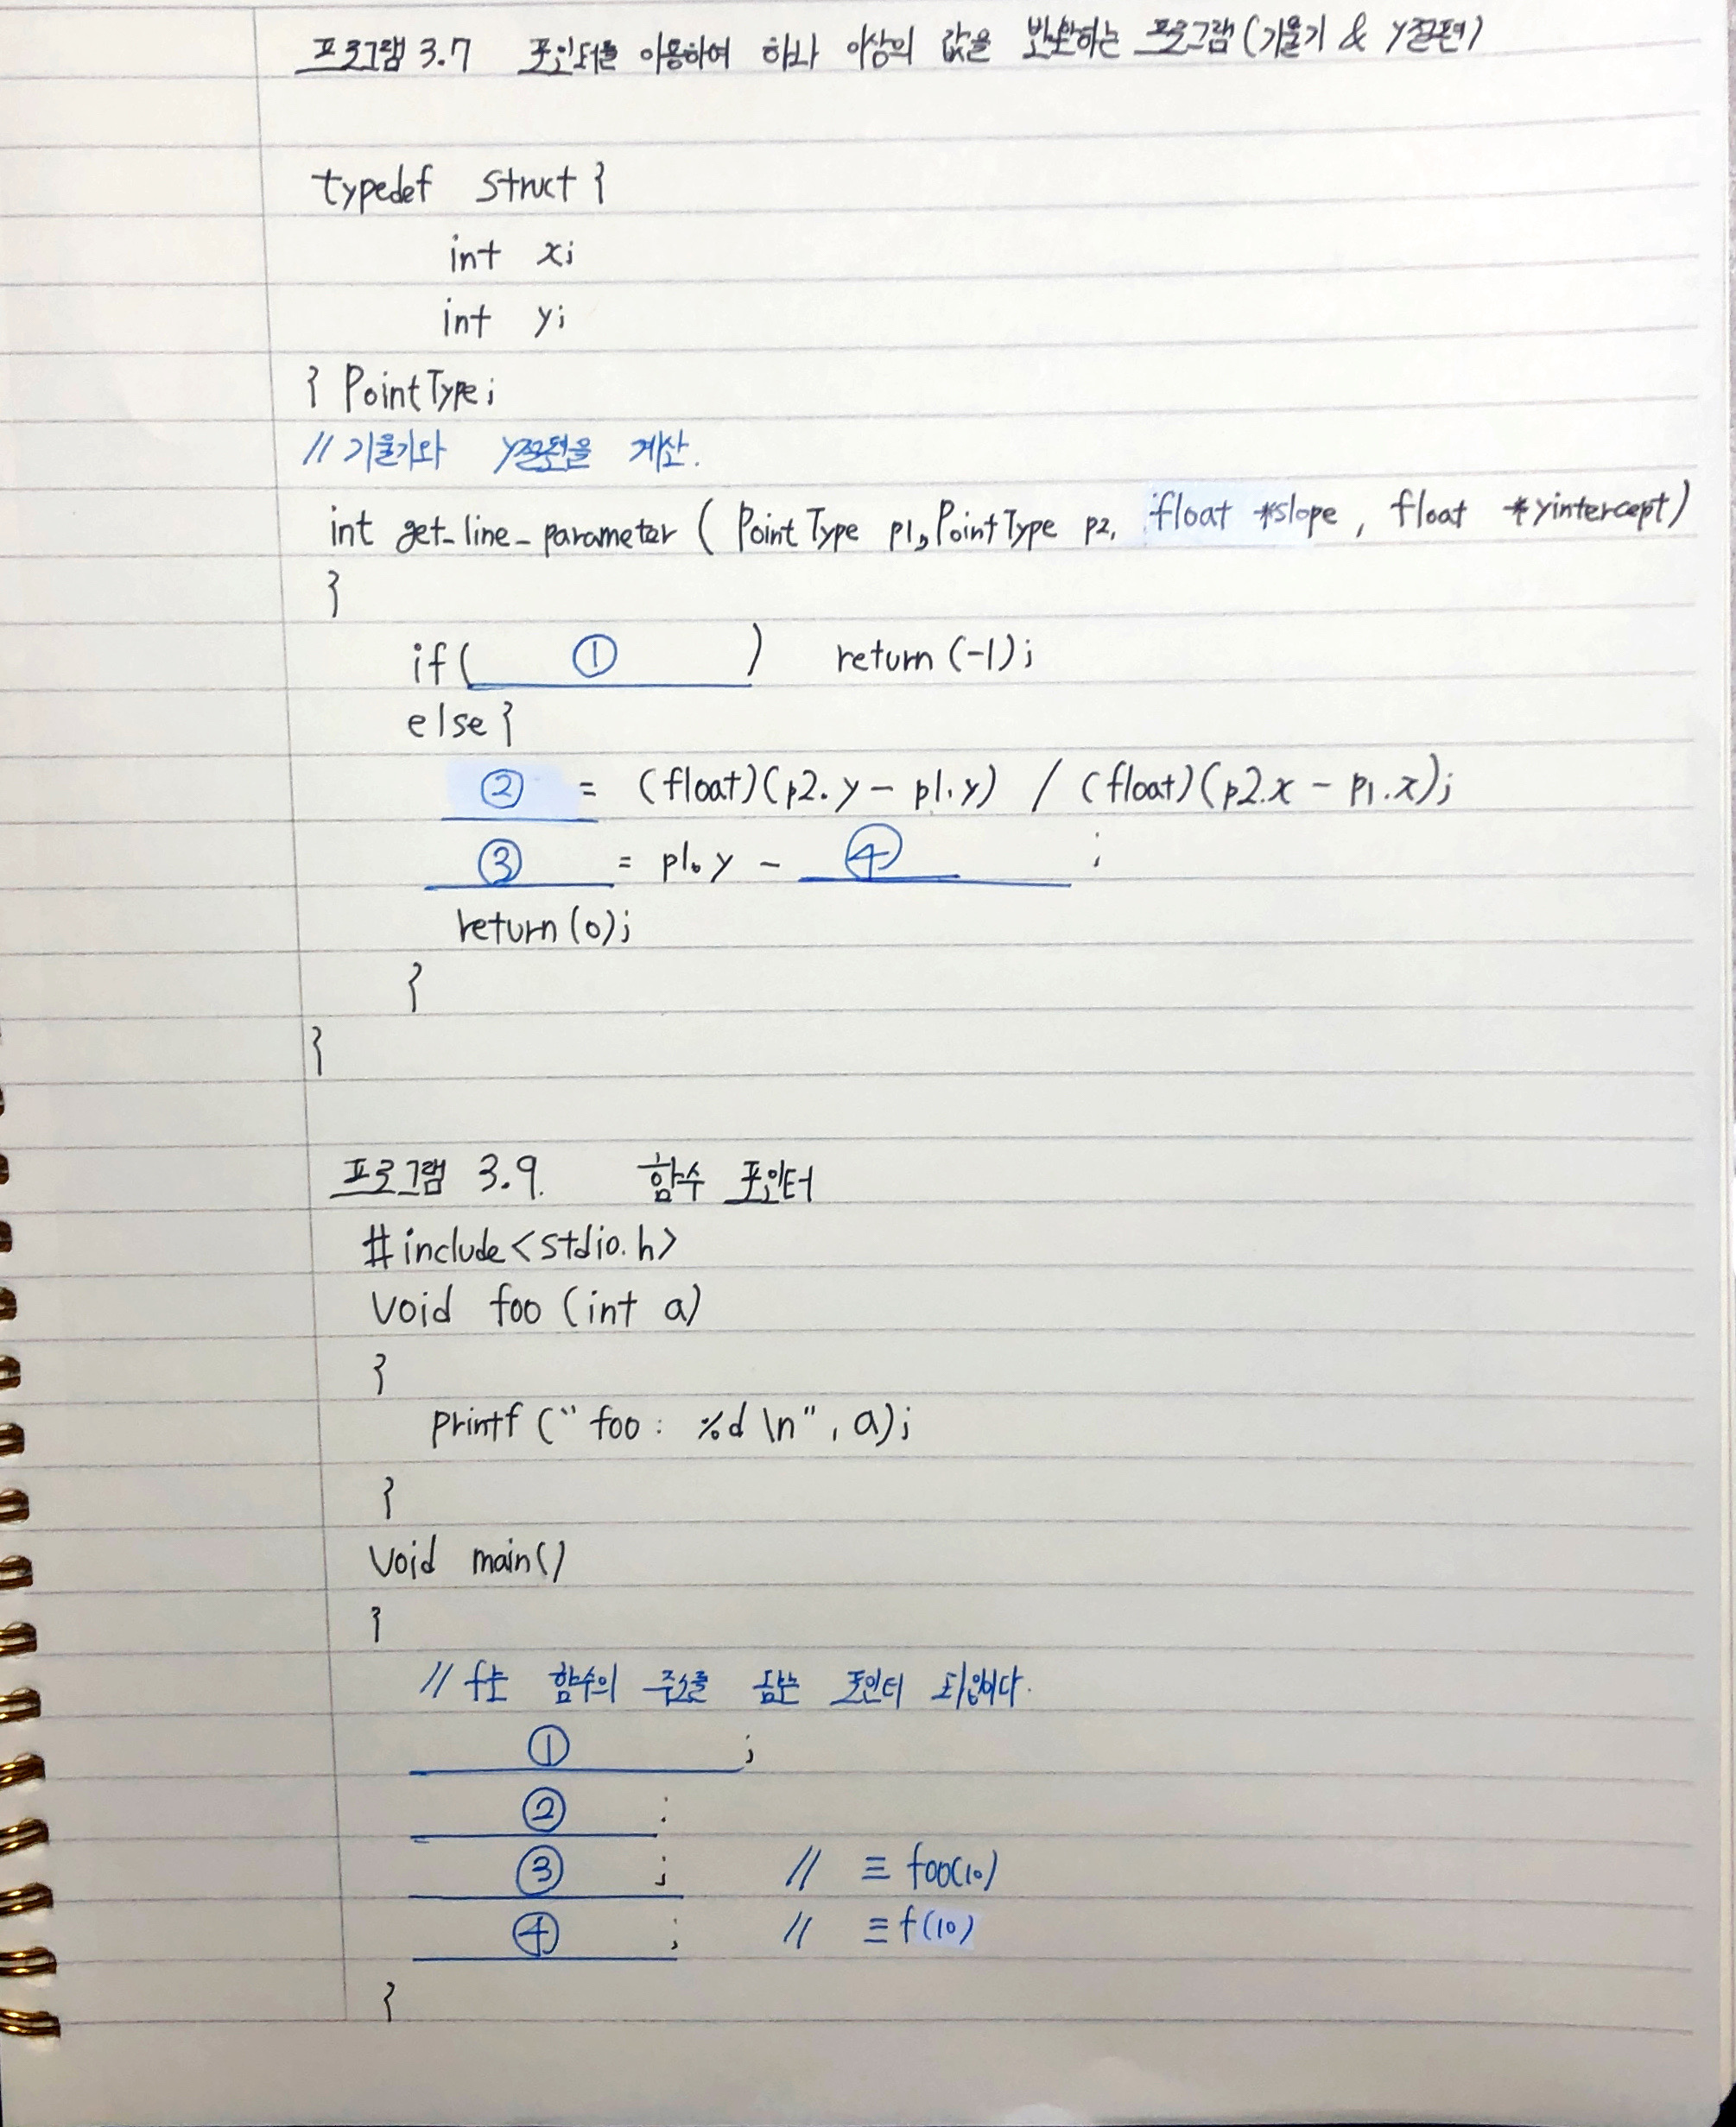 프로그램 3.7 포인터를 이용하여 하나 이상의 값을 반환하는 프로그램(기울기 & y절편)
typedef struct {
int x;
int y;
} PointType;
// 기울기와 y절편을 계산.
int get_line_parameter ( PointType p1, PointType p2, float *slope, float *yintercept)
{
if( ① ) return (-1);
else {
② = (float)(p2.y - p1.y) / (float)(p2.x - p1.x);
③ = p1.y - ④ ;
return (0);
}
}
프로그램 3.9. 함수 포인터
#include <stdio.h>
void foo (int a)
{
printf (“ foo : %d \n”, a);
}
void main()
{
// f는 함수의 주소를 담는 포인터 타입이다.
① ;
② ;
③ ; // ≡ foo(10)
④ ; // ≡ f(10)
}